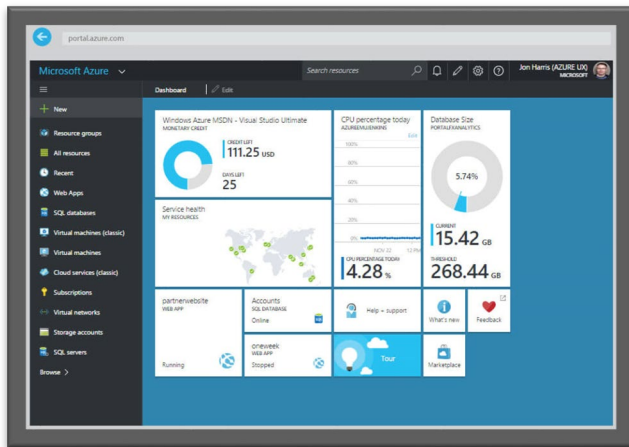 portal.azure.com
Microsoft Azure
Search resources
Jon Harris (AZURE UX)
MICROSOFT
Dashboard
Edit
New
Resource groups
All resources
Recent
Web Apps
SQL databases
Virtual machines (classic)
Virtual machines
Cloud services (classic)
Subscriptions
Virtual networks
Storage accounts
SQL servers
Browse >
Windows Azure MSDN - Visual Studio Ultimate
MONETARY CREDIT
CREDIT LEFT
111.25 USD
DAYS LEFT
25
CPU percentage today
Edit
100%
80%
60%
40%
20%
0%
NOV 22
12 PM
CPU PERCENTAGE TODAY
4.28 %
Database Size
PORTALFXANALYTICS
5.74%
CURRENT
15.42 GB
THRESHOLD
268.44 GB
Service health
MY RESOURCES
partnerwebsite
WEB APP
Running
Accounts
SQL DATABASE
Online
Help + support
What's new
Feedback
oneweek
WEB APP
Stopped
Tour
Marketplace